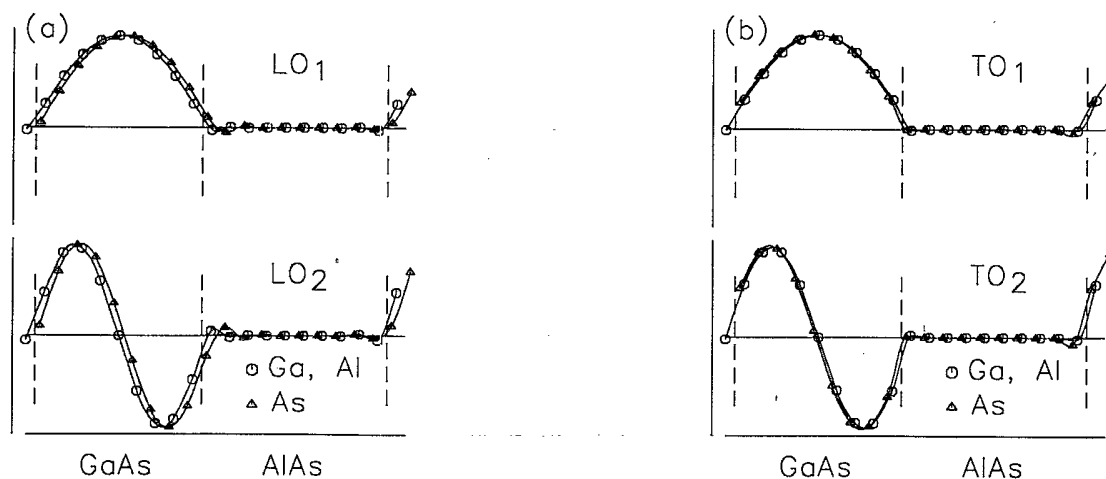 (a)
LO1
LO2
Ga, Al
As
GaAs AlAs
(b)
TO1
TO2
Ga, Al
As
GaAs AlAs